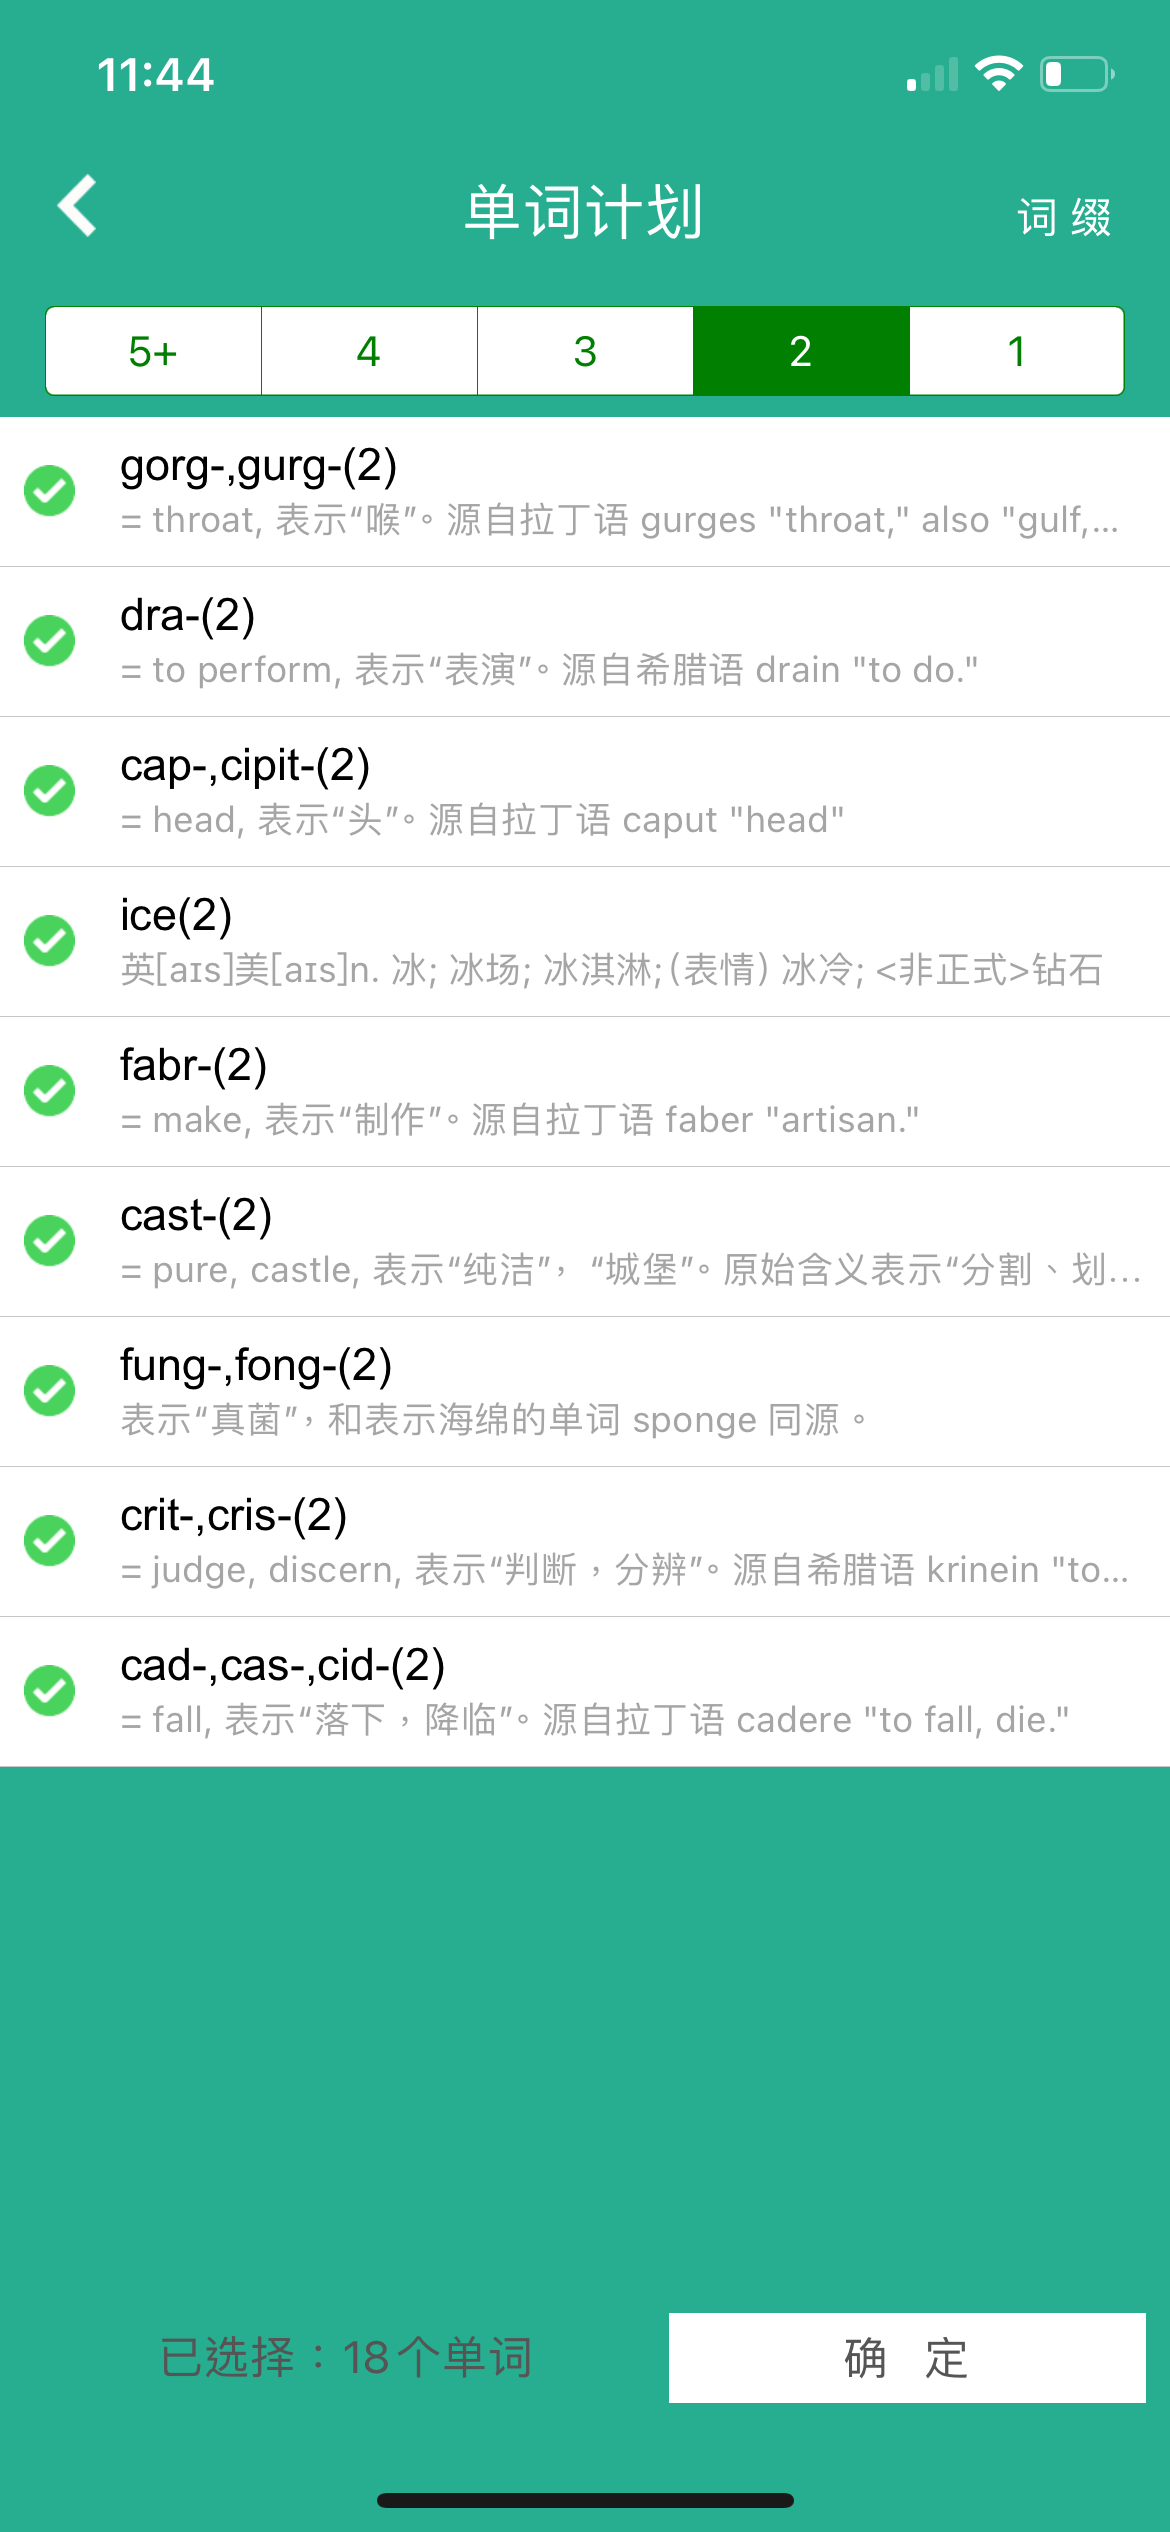 11:44
单词计划
词 缀
5+ 4 3 2 1
gorg-,gurg-(2)
= throat, 表示“喉”。源自拉丁语 gurges "throat," also "gulf,...
dra-(2)
= to perform, 表示“表演”。源自希腊语 drain "to do."
cap-,cipit-(2)
= head, 表示“头”。源自拉丁语 caput "head"
ice(2)
英[aɪs]美[aɪs]n. 冰; 冰场; 冰淇淋; (表情) 冰冷; <非正式>钻石
fabr-(2)
= make, 表示“制作”。源自拉丁语 faber "artisan."
cast-(2)
= pure, castle, 表示“纯洁”， “城堡”。原始含义表示“分割、划...
fung-,fong-(2)
表示“真菌”，和表示海绵的单词 sponge 同源。
crit-,cris-(2)
= judge, discern, 表示“判断，分辨”。源自希腊语 krinein "to...
cad-,cas-,cid-(2)
= fall, 表示“落下，降临”。源自拉丁语 cadere "to fall, die."
已选择：18个单词
确 定